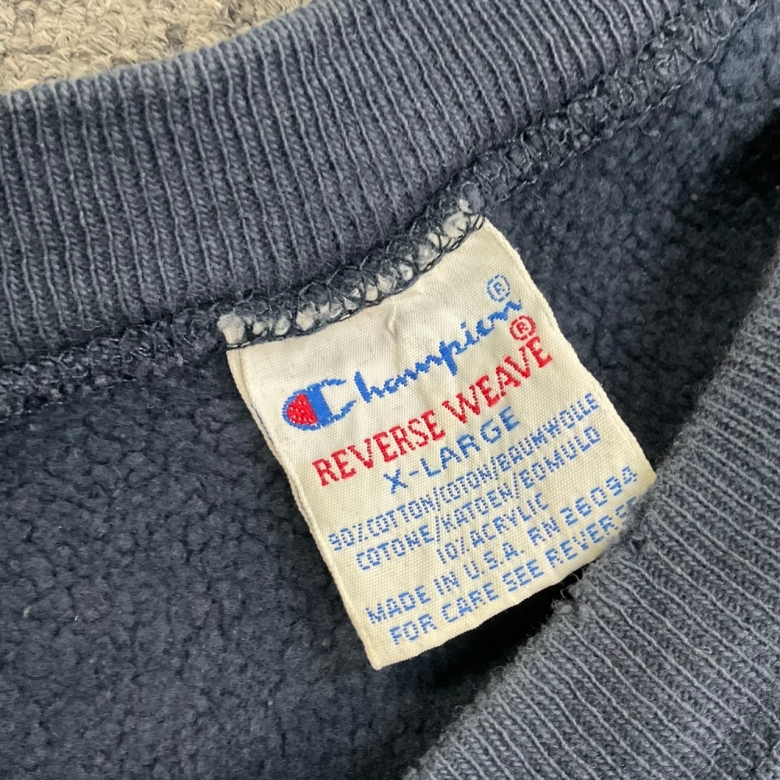 Champion®
REVERSE WEAVE®
X-LARGE
90% COTTON/COTON/BRUMWOLLE
COTONE/KATOEN/BOMULD
10% ACRYLIC
MADE IN U.S.A. RN 26094
FOR CARE SEE REVERSE